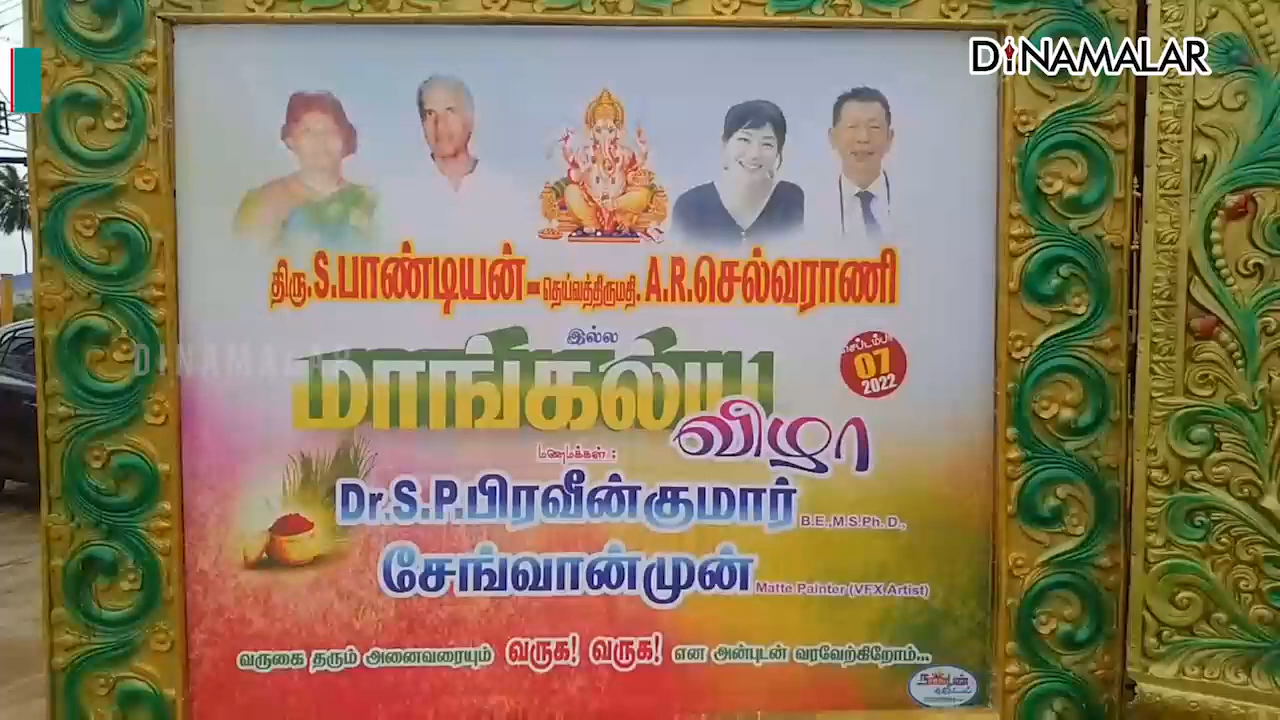 DINAMALAR
திரு.S.பாண்டியன்-தெய்வத்திருமதி.A.R.செல்வராணி
இல்ல
மாங்கல்ய
விழா
செப்டம்பர்
07
2022
மணமக்கள் :
Dr.S.P.பிரவீன்குமார் B.E.,M.S.Ph.D.,
சேங்வான்முன் Matte Painter (VFX Artist)
வருகை தரும் அனைவரையும் வருக! வருக! என அன்புடன் வரவேற்கிறோம்...
DINAMALAR